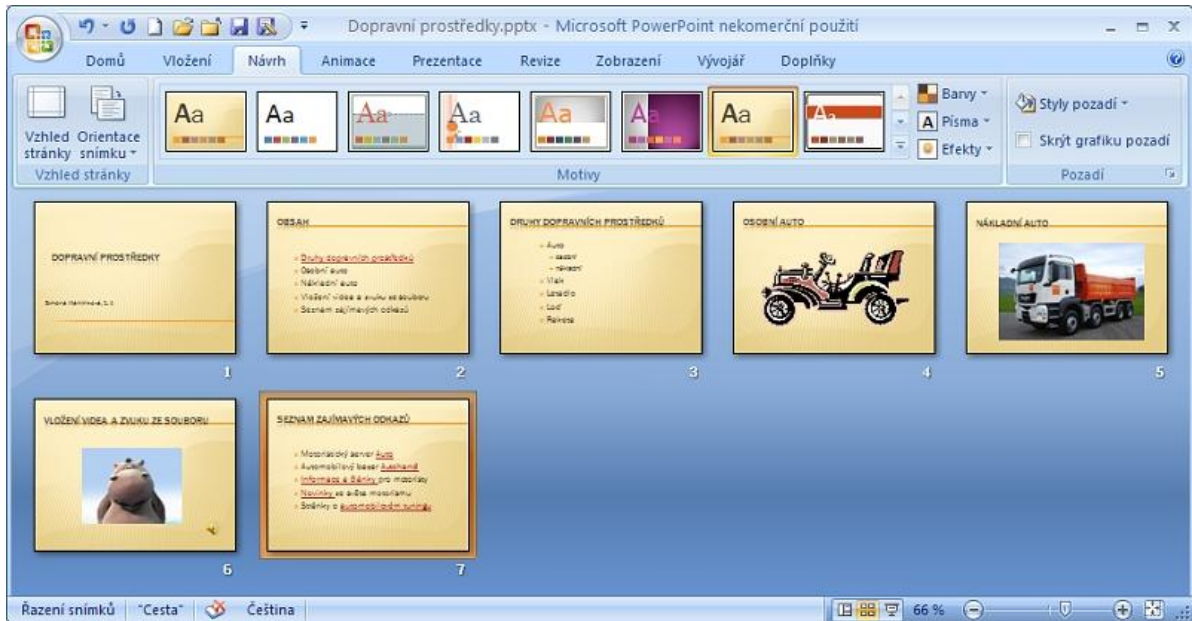 Dopravní prostředky.pptx - Microsoft PowerPoint nekomerční použití
Domů Vložení Návrh Animace Prezentace Revize Zobrazení Vývojář Doplňky
Aa Aa Aa Aa Aa A Aa Aa
Vzhled stránky
Orientace snímku
Barvy
Písma
Efekty
Styly pozadí
Skrýt grafiku pozadí
Vzhled stránky Motivy Pozadí
DOPRAVNÍ PROSTŘEDKY
1
OBSAH
Druhy dopravních prostředků
Osobní auto
Nákladní auto
Vložení videa a zvuku ze souboru
Seznam zajímavých odkazů
2
DRUHY DOPRAVNÍCH PROSTŘEDKŮ
Auto
osobní
nákladní
Vlak
Letadlo
Loď
Raketa
3
OSOBNÍ AUTO
4
NÁKLADNÍ AUTO
5
VLOŽENÍ VIDEA A ZVUKU ZE SOUBORU
6
SEZNAM ZAJÍMAVÝCH ODKAZŮ
Motoristický server Auto
Automobilový bazar
Informace a články pro motoristy
Novinky ze světa motorismu
Stránky o automobilovém tuningu
7
Řazení snímků "Cesta" Čeština 66 %